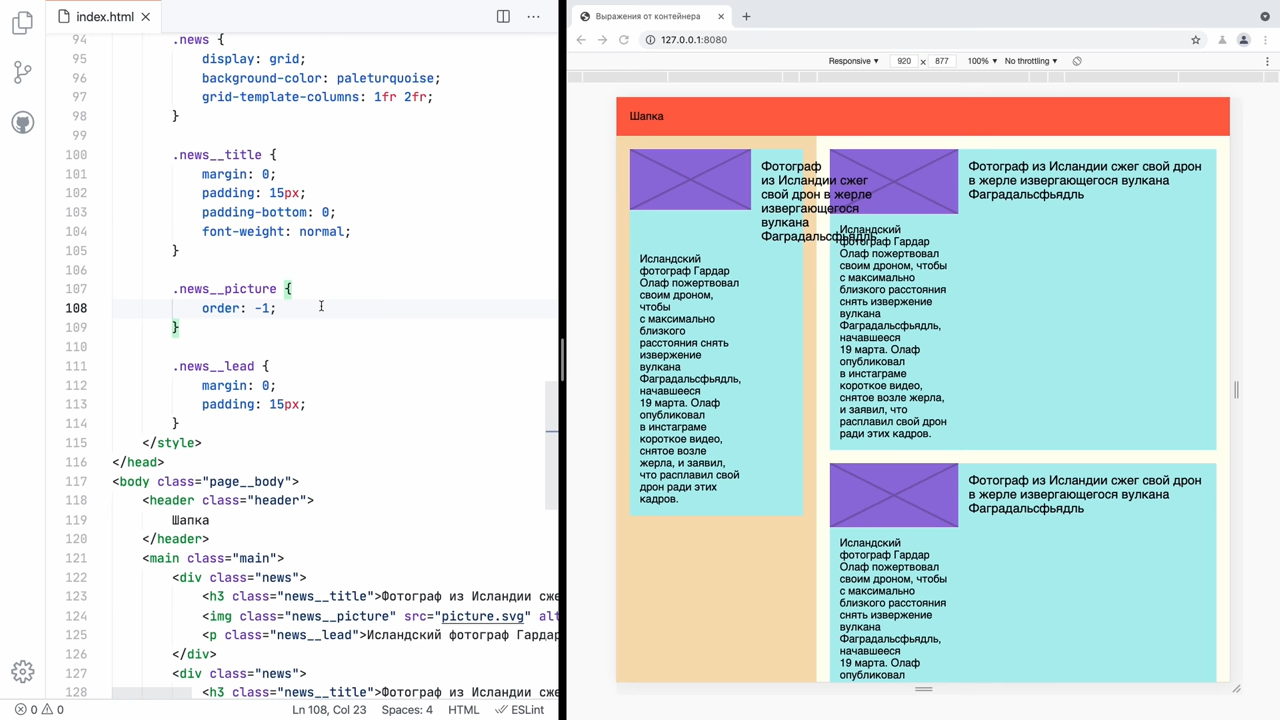 index.html
94 .news {
95 display: grid;
96 background-color: paleturquoise;
97 grid-template-columns: 1fr 2fr;
98 }
99
100 .news__title {
101 margin: 0;
102 padding: 15px;
103 padding-bottom: 0;
104 font-weight: normal;
105 }
106
107 .news__picture {
108 order: -1;
109 }
110
111 .news__lead {
112 margin: 0;
113 padding: 15px;
114 }
115 </style>
116 </head>
117 <body class="page__body">
118 <header class="header">
119 Шапка
120 </header>
121 <main class="main">
122 <div class="news">
123 <h3 class="news__title">Фотограф из Исландии сже
124 <img class="news__picture" src="picture.svg" alt
125 <p class="news__lead">Исландский фотограф Гардар
126 </div>
127 <div class="news">
128 <h3 class="news__title">Фотограф из Исландии сже
0 0
Ln 108, Col 23 Spaces: 4 HTML ESLint
Выражения от контейнера
127.0.0.1:8080
Responsive ▼ 920 x 877 100% ▼ No throttling ▼
Шапка
Фотограф
из Исландии сжег
свой дрон в жерле
извергающегося
вулкана
Фаградальсфьядль
Исландский
фотограф Гардар
Олаф пожертвовал
своим дроном,
чтобы
с максимально
близкого
расстояния снять
извержение
вулкана
Фаградальсфьядль,
начавшееся
19 марта. Олаф
опубликовал
в инстаграме
короткое видео,
снятое возле
жерла, и заявил,
что расплавил свой
дрон ради этих
кадров.
Фотограф из Исландии сжег свой дрон
в жерле извергающегося вулкана
Фаградальсфьядль
Исландский
фотограф Гардар
Олаф пожертвовал
своим дроном, чтобы
с максимально
близкого расстояния
снять извержение
вулкана
Фаградальсфьядль,
начавшееся
19 марта. Олаф
опубликовал
в инстаграме
короткое видео,
снятое возле жерла,
и заявил, что
расплавил свой дрон
ради этих кадров.
Фотограф из Исландии сжег свой дрон
в жерле извергающегося вулкана
Фаградальсфьядль
Исландский
фотограф Гардар
Олаф пожертвовал
своим дроном, чтобы
с максимально
близкого расстояния
снять извержение
вулкана
Фаградальсфьядль,
начавшееся
19 марта. Олаф
опубликовал